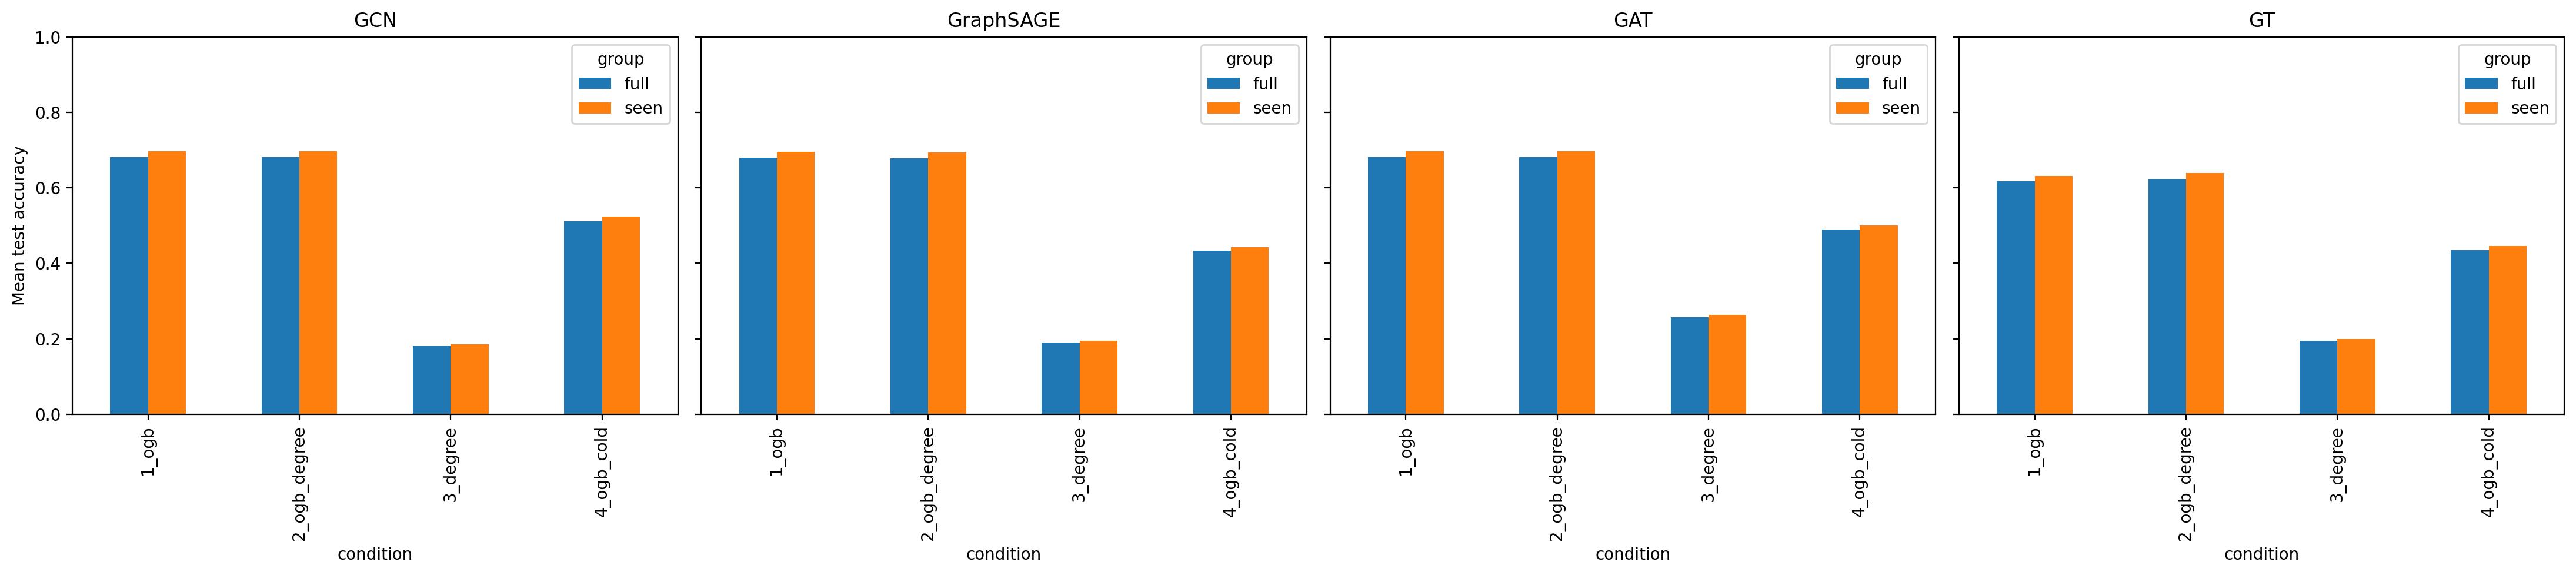 GCN
GraphSAGE
GAT
GT
Mean test accuracy
1.0
0.8
0.6
0.4
0.2
0.0
group
full
seen
group
full
seen
group
full
seen
group
full
seen
1_ogb
2_ogb_degree
3_degree
4_ogb_cold
1_ogb
2_ogb_degree
3_degree
4_ogb_cold
1_ogb
2_ogb_degree
3_degree
4_ogb_cold
1_ogb
2_ogb_degree
3_degree
4_ogb_cold
condition
condition
condition
condition